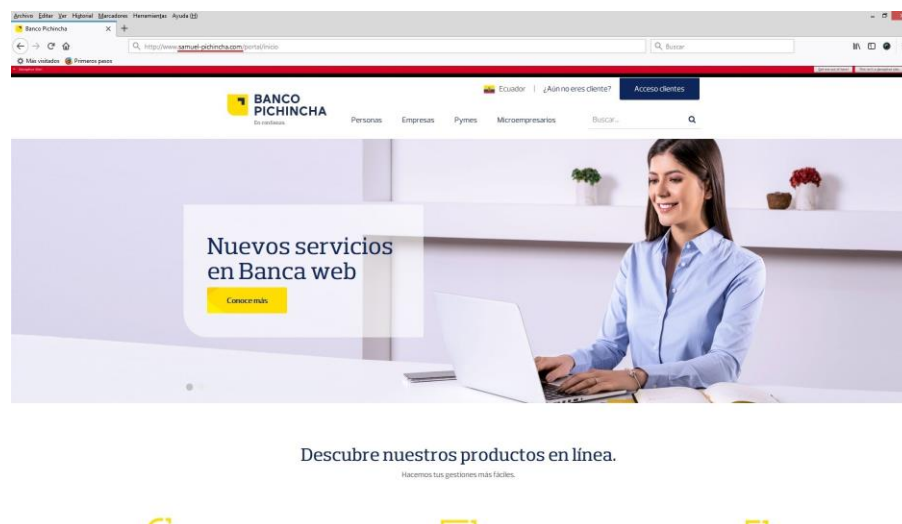 Archivo Editar Ver Historial Marcadores Herramientas Ayuda (H)
Banco Pichincha
http://www.samuel-pichincha.com/portal/inicio
Buscar
Más visitados Primeros pasos
Ecuador | ¿Aún no eres cliente? Acceso clientes
BANCO
PICHINCHA
En confianza.
Personas Empresas Pymes Microempresarios Buscar...
Nuevos servicios
en Banca web
Conoce más
Descubre nuestros productos en línea.
Hacemos tus gestiones más fáciles.